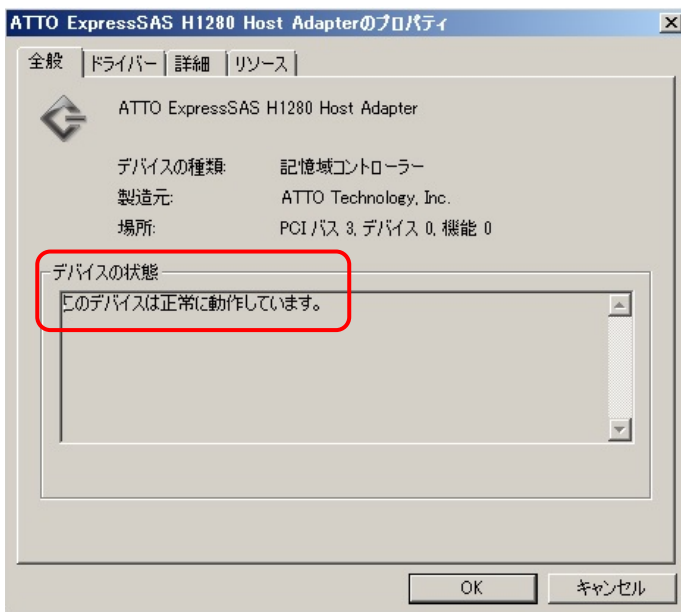 ATTO ExpressSAS H1280 Host Adapterのプロパティ
全般 ドライバー 詳細 リソース
ATTO ExpressSAS H1280 Host Adapter
デバイスの種類: 記憶域コントローラー
製造元: ATTO Technology, Inc.
場所: PCI バス 3, デバイス 0, 機能 0
デバイスの状態
このデバイスは正常に動作しています。
OK キャンセル